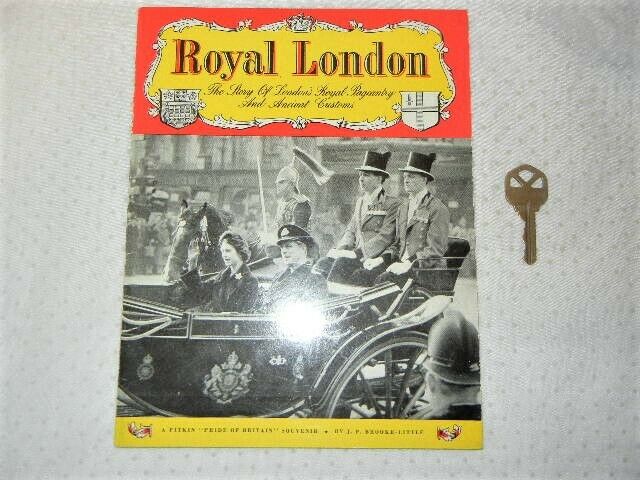 Royal London
The Story Of London's Royal Pageantry
And Ancient Customs
A PITKIN "PRIDE OF BRITAIN" SOUVENIR • BY J. P. BROOKE-LITTLE